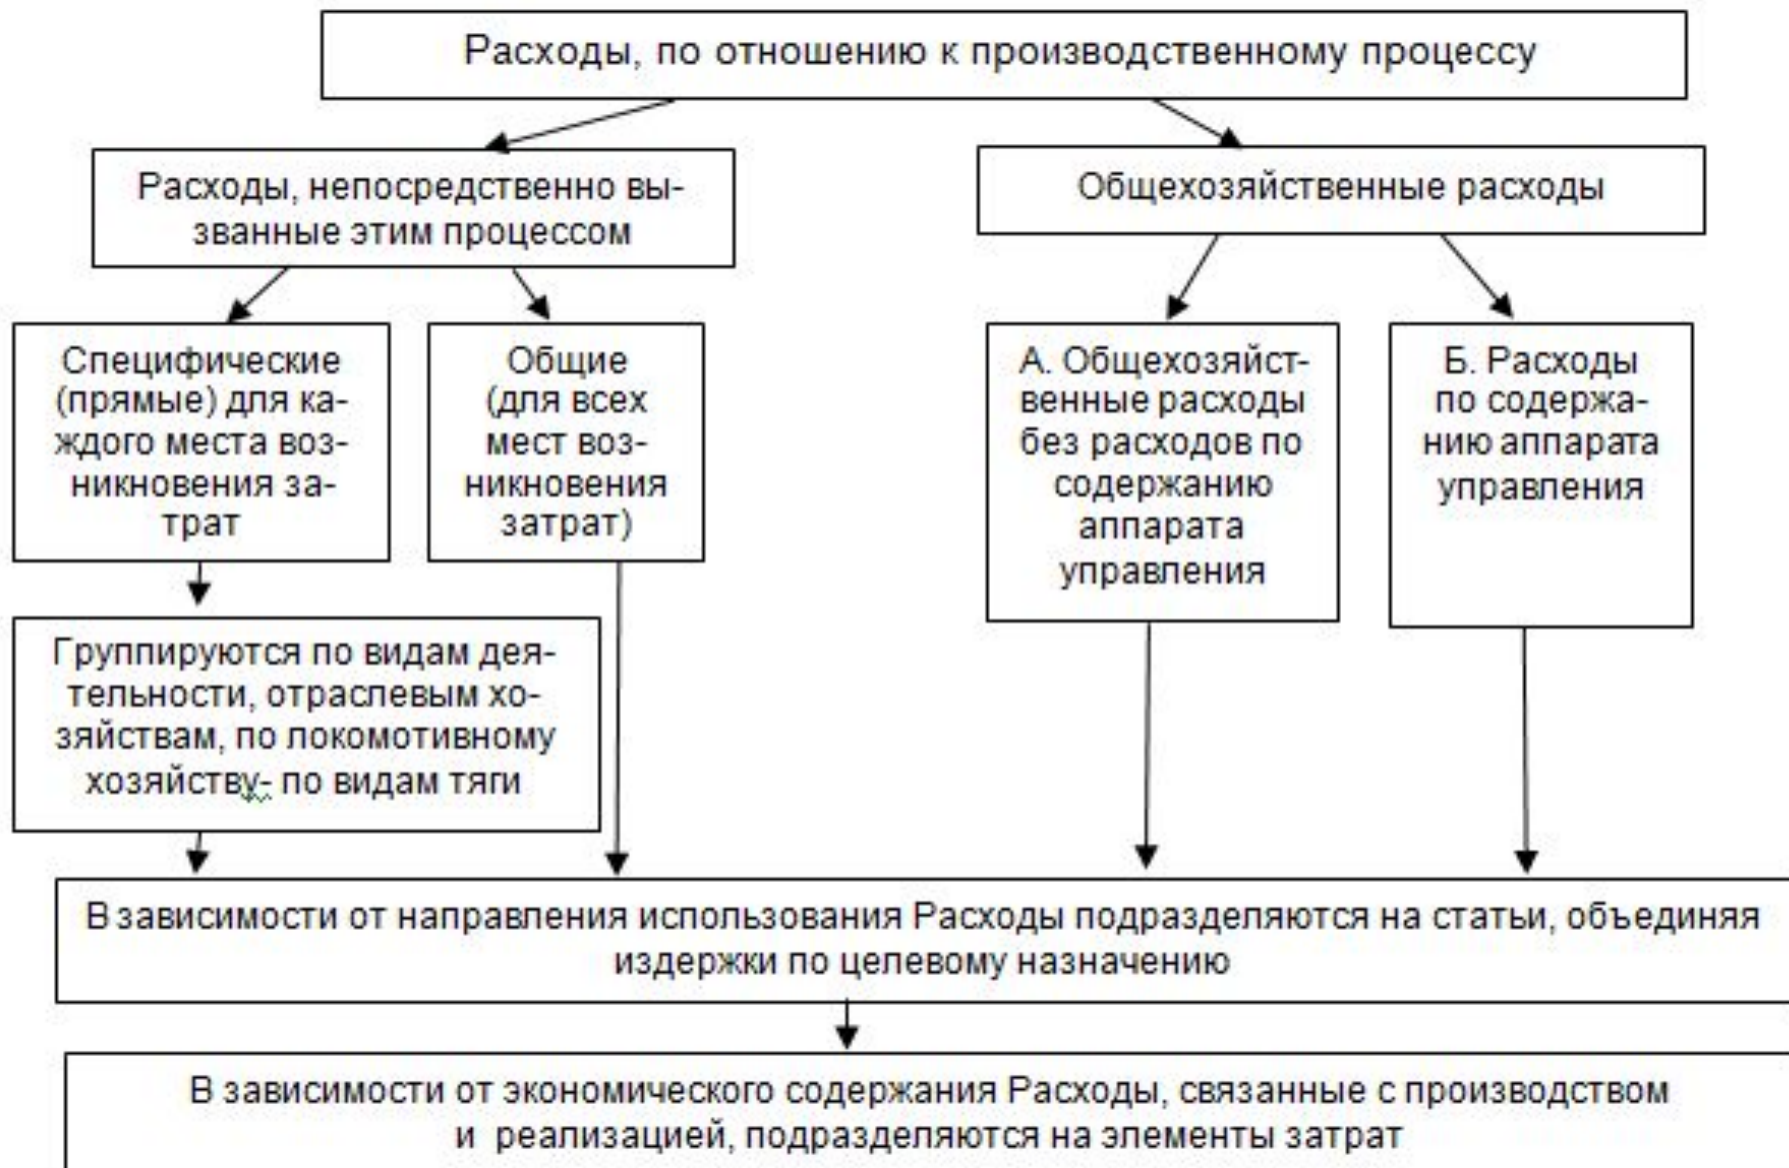 Расходы, по отношению к производственному процессу
Расходы, непосредственно вы-
званные этим процессом
Общехозяйственные расходы
Специфические
(прямые) для ка-
ждого места воз-
никновения за-
трат
Общие
(для всех
мест воз-
никновения
затрат)
А. Общехозяйст-
венные расходы
без расходов по
содержанию
аппарата
управления
Б. Расходы
по содержа-
нию аппарата
управления
Группируются по видам дея-
тельности, отраслевым хо-
зяйствам, по локомотивному
хозяйству- по видам тяги
В зависимости от направления использования Расходы подразделяются на статьи, объединяя
издержки по целевому назначению
В зависимости от экономического содержания Расходы, связанные с производством
и реализацией, подразделяются на элементы затрат